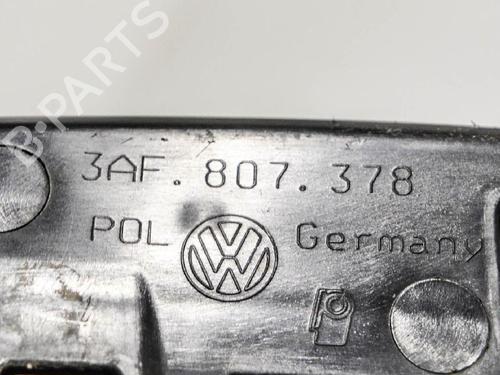 B-PARTS
3AF. 807. 378
POL VW Germany